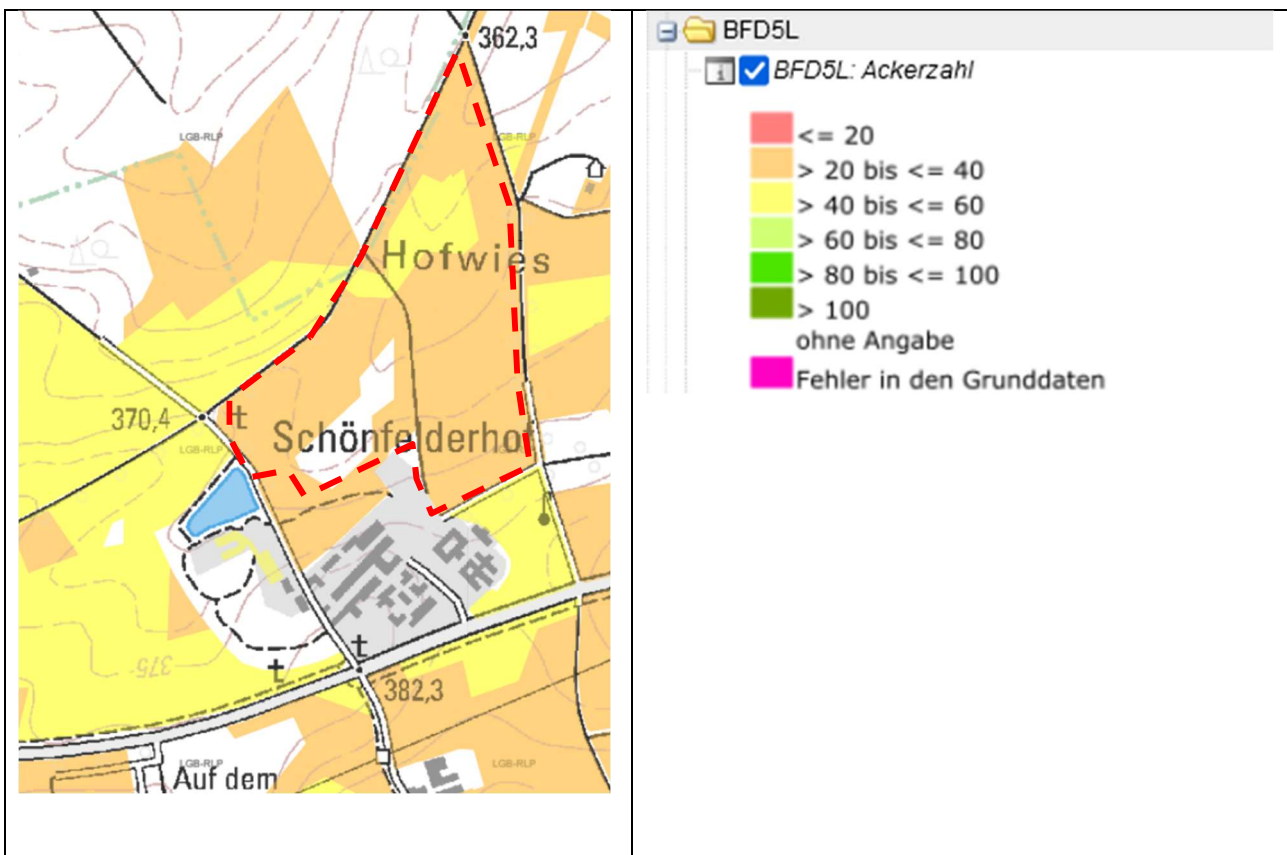 362,3
LGB-RLP
LGB-RLP
Hofwies
370,4
Schönfelderhof
LGB-RLP
LGB-RLP
375
382,3
LGB-RLP
LGB-RLP
Auf dem
BFD5L
BFD5L: Ackerzahl
<= 20
> 20 bis <= 40
> 40 bis <= 60
> 60 bis <= 80
> 80 bis <= 100
> 100
ohne Angabe
Fehler in den Grunddaten